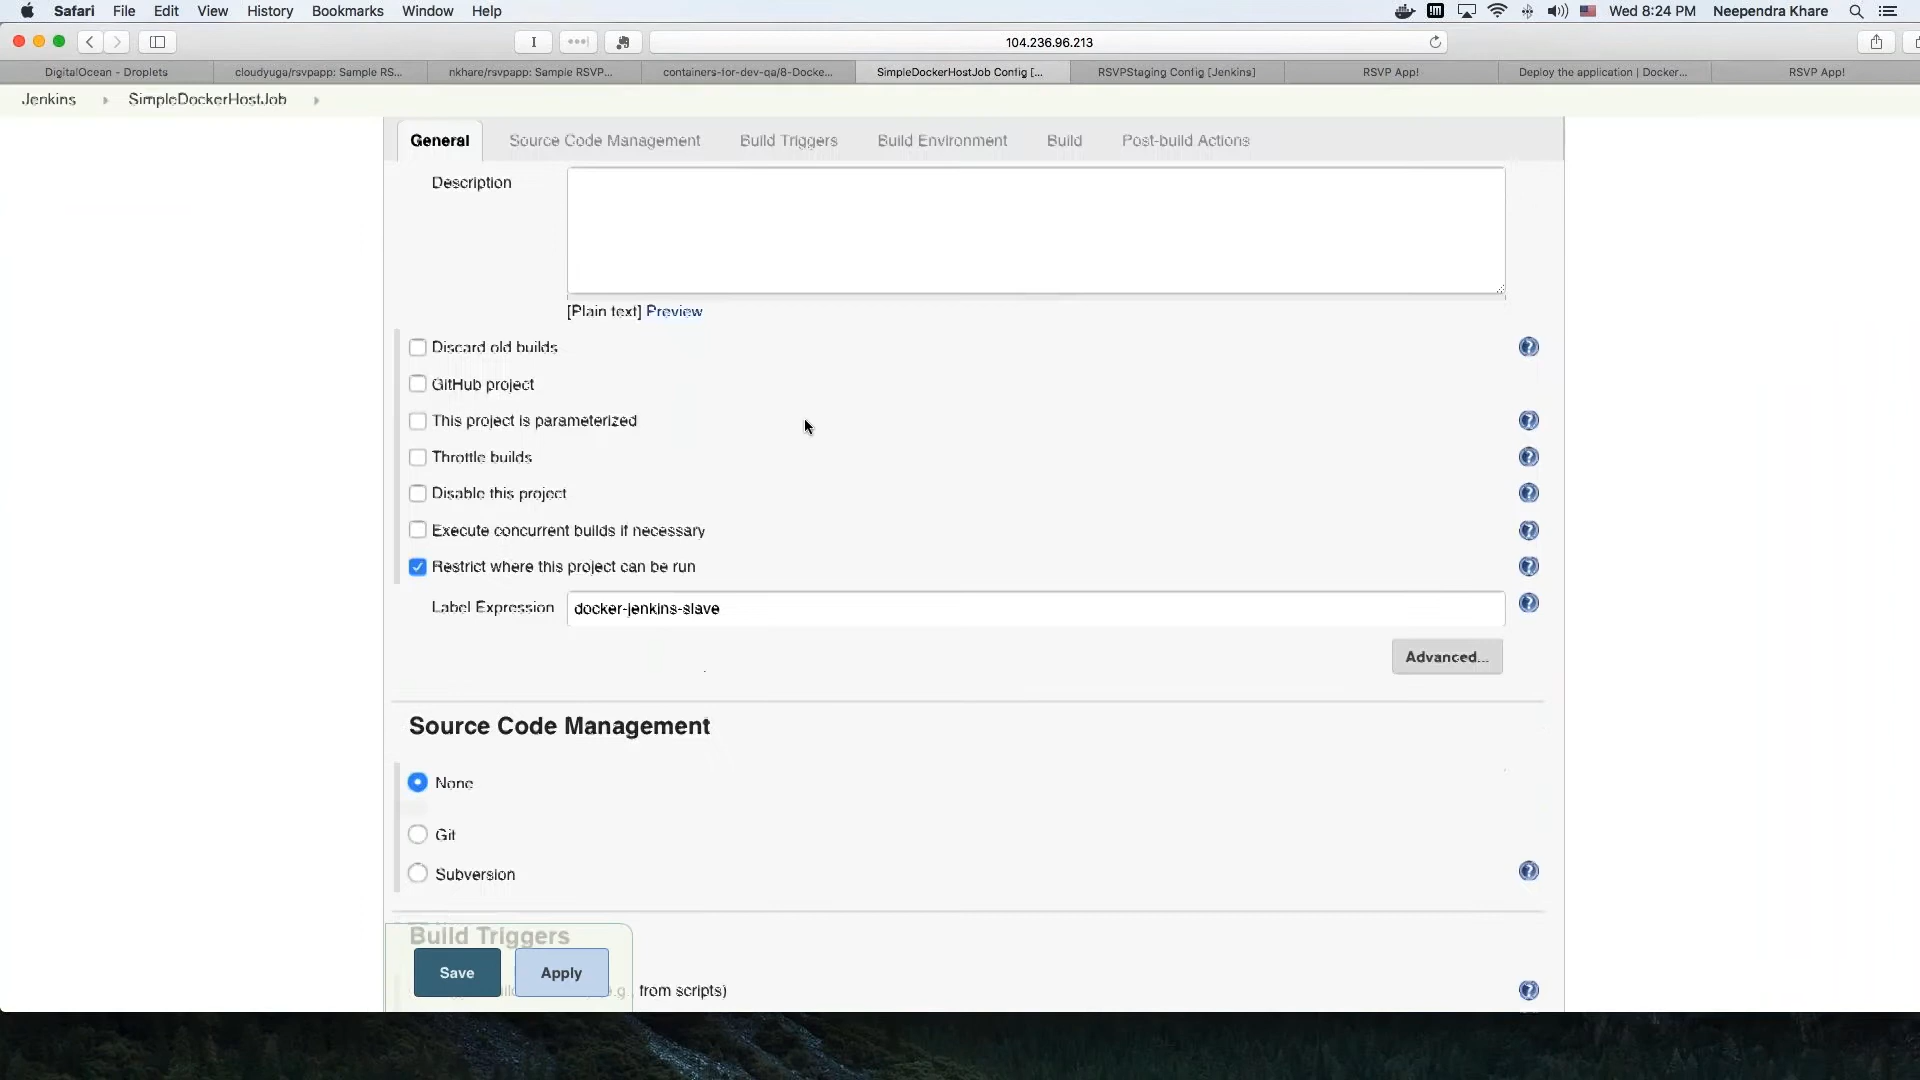 Safari File Edit View History Bookmarks Window Help Wed 8:24 PM Neependra Khare
104.236.96.213
DigitalOcean - Droplets cloudyuga/rsvpapp: Sample RS... nkhare/rsvpapp: Sample RSVP... containers-for-dev-qa/8-Docke... SimpleDockerHostJob Config [... RSVPStaging Config [Jenkins] RSVP App! Deploy the application | Docker... RSVP App!
Jenkins SimpleDockerHostJob
General Source Code Management Build Triggers Build Environment Build Post-build Actions
Description
[Plain text] Preview
Discard old builds
GitHub project
This project is parameterized
Throttle builds
Disable this project
Execute concurrent builds if necessary
Restrict where this project can be run
Label Expression docker-jenkins-slave
Advanced...
Source Code Management
None
Git
Subversion
Build Triggers
Save Apply
from scripts)